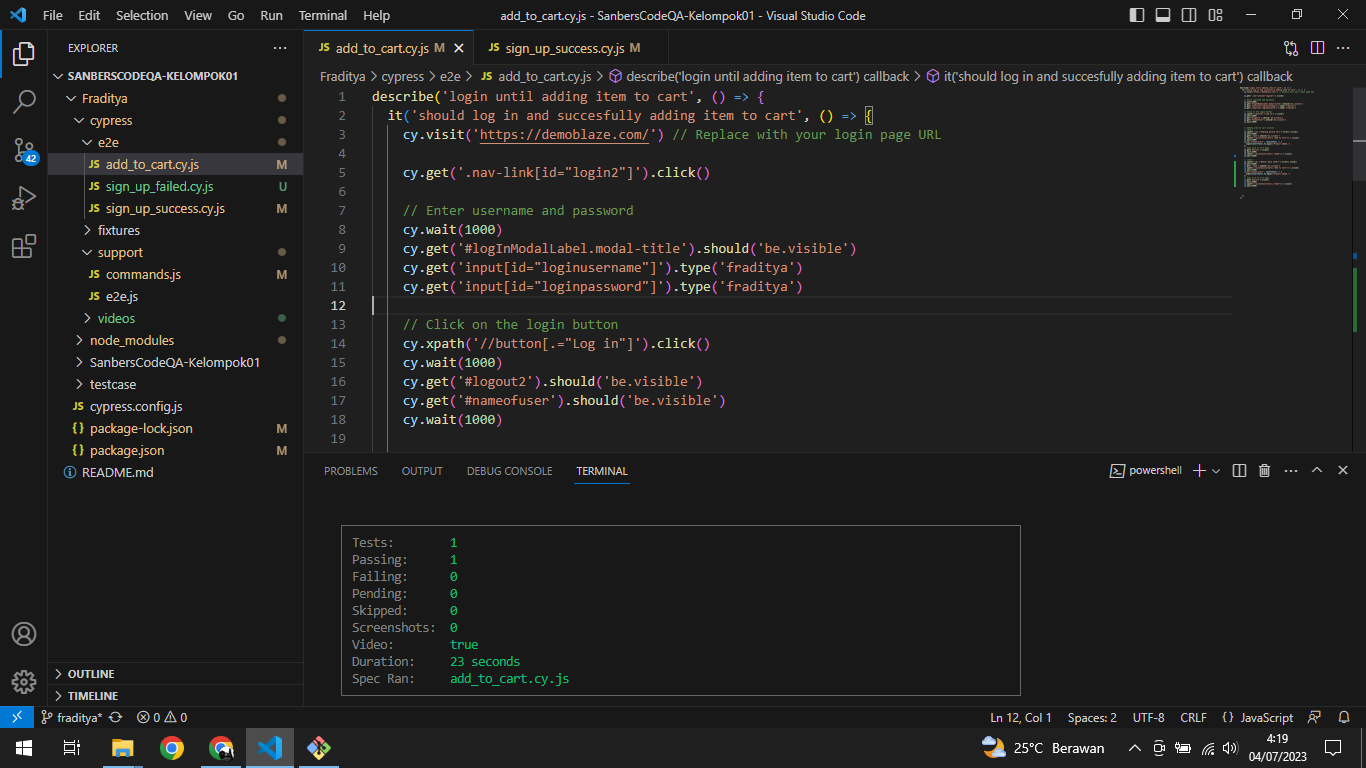 File Edit Selection View Go Run Terminal Help add_to_cart.cy.js - SanbersCodeQA-Kelompok01 - Visual Studio Code
EXPLORER
SANBERSCODEQA-KELOMPOK01
Fraditya
cypress
e2e
JS add_to_cart.cy.js M
JS sign_up_failed.cy.js U
JS sign_up_success.cy.js M
fixtures
support
JS commands.js M
JS e2e.js
videos
node_modules
SanbersCodeQA-Kelompok01
testcase
JS cypress.config.js
{} package-lock.json M
{} package.json M
README.md
OUTLINE
TIMELINE
42
JS add_to_cart.cy.js M JS sign_up_success.cy.js M
Fraditya > cypress > e2e > JS add_to_cart.cy.js > describe('login until adding item to cart') callback > it('should log in and succesfully adding item to cart') callback
1 describe('login until adding item to cart', () => {
2 it('should log in and succesfully adding item to cart', () => {
3 cy.visit('https://demoblaze.com/') // Replace with your login page URL
4
5 cy.get('.nav-link[id="login2"]').click()
6
7 // Enter username and password
8 cy.wait(1000)
9 cy.get('#logInModalLabel.modal-title').should('be.visible')
10 cy.get('input[id="loginusername"]').type('fraditya')
11 cy.get('input[id="loginpassword"]').type('fraditya')
12
13 // Click on the login button
14 cy.xpath('//button[.="Log in"]').click()
15 cy.wait(1000)
16 cy.get('#logout2').should('be.visible')
17 cy.get('#nameofuser').should('be.visible')
18 cy.wait(1000)
19
PROBLEMS OUTPUT DEBUG CONSOLE TERMINAL powershell
Tests: 1
Passing: 1
Failing: 0
Pending: 0
Skipped: 0
Screenshots: 0
Video: true
Duration: 23 seconds
Spec Ran: add_to_cart.cy.js
fraditya* 0 0 Ln 12, Col 1 Spaces: 2 UTF-8 CRLF {} JavaScript
25°C Berawan 4:19
04/07/2023